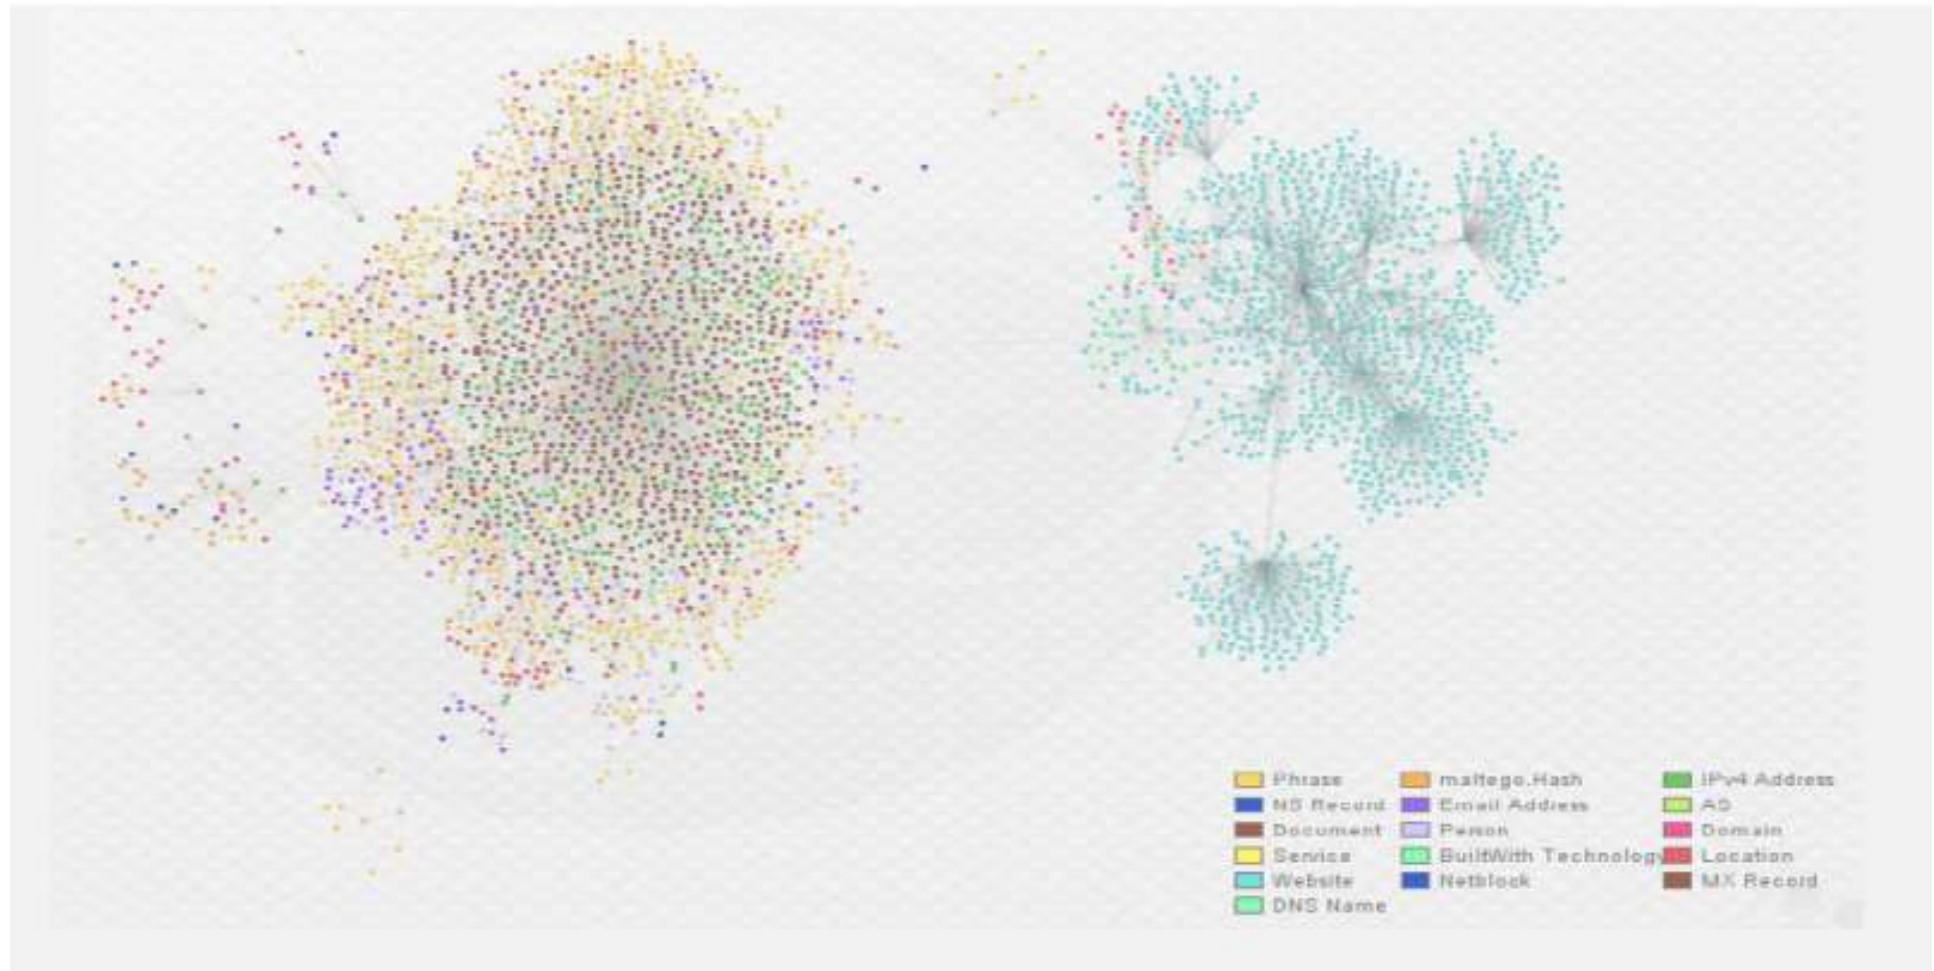 Phrase maltego.Hash IPv4 Address
NS Record Email Address AS
Document Person Domain
Service BuiltWith Technology Location
Website Netblock MX Record
DNS Name